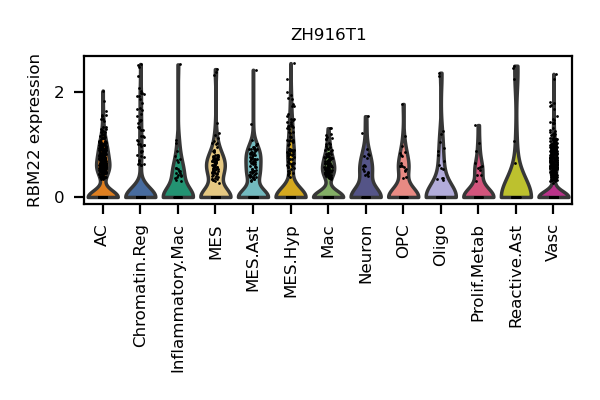 ZH916T1
RBM22 expression
2
0
AC
Chromatin.Reg
Inflammatory.Mac
MES
MES.Ast
MES.Hyp
Mac
Neuron
OPC
Oligo
Prolif.Metab
Reactive.Ast
Vasc